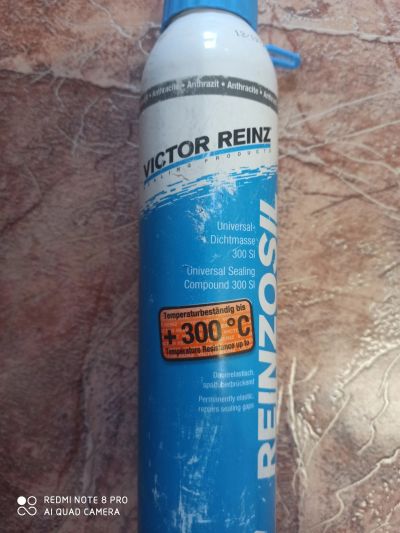 Anthracite • Anthrazit • Anthracite • Anthra
VICTOR REINZ
SEALING PRODUCTS
Universal-
Dichtmasse
300 SI
Universal Sealing
Compound 300 SI
Temperaturbeständig bis
+ 300 °C
Temperature Resistance up to
Dauerelastisch,
spaltüberbrückend
Permanently elastic,
repairs sealing gaps
REINZOSIL
REDMI NOTE 8 PRO
AI QUAD CAMERA